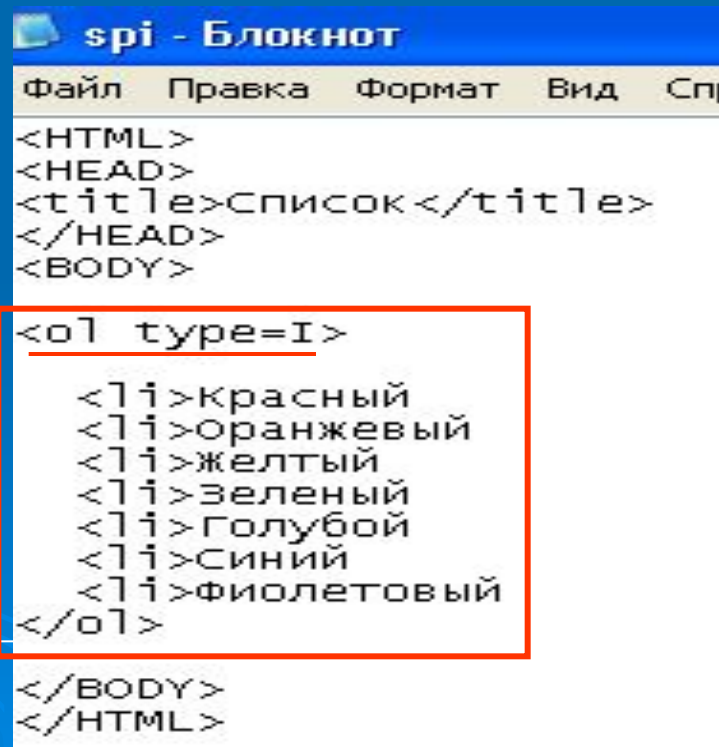 spi - Блокнот
Файл Правка Формат Вид
<HTML>
<HEAD>
<title>Список</title>
</HEAD>
<BODY>
<ol type=I>
<li>Красный
<li>Оранжевый
<li>Желтый
<li>Зеленый
<li>Голубой
<li>Синий
<li>Фиолетовый
</ol>
</BODY>
</HTML>